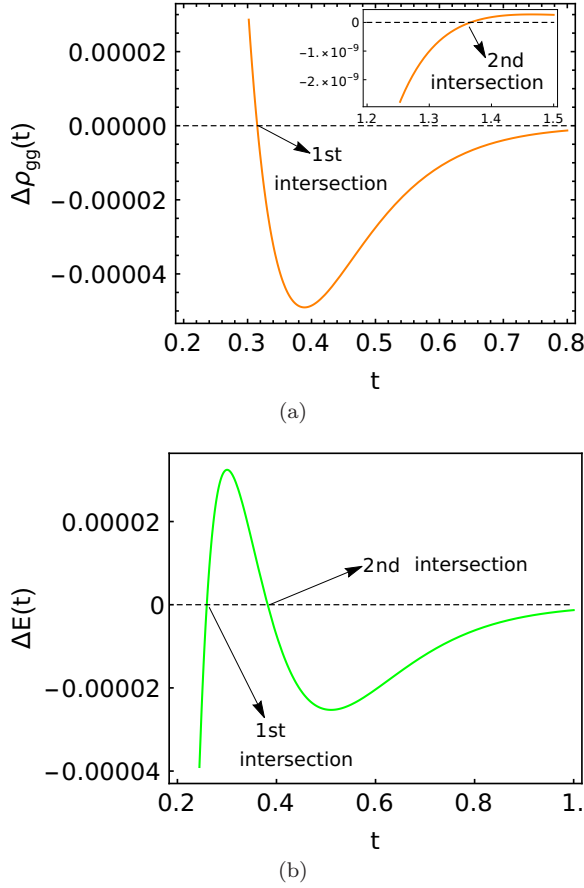 0.00002
0.00000
−0.00002
−0.00004
Δρgg(t)
0
−1.×10⁻⁹
−2.×10⁻⁹
2nd
intersection
1.2 1.3 1.4 1.5
1st
intersection
0.2 0.3 0.4 0.5 0.6 0.7 0.8
t
(a)
0.00002
0
−0.00002
−0.00004
ΔE(t)
2nd intersection
1st
intersection
0.2 0.4 0.6 0.8 1.
t
(b)